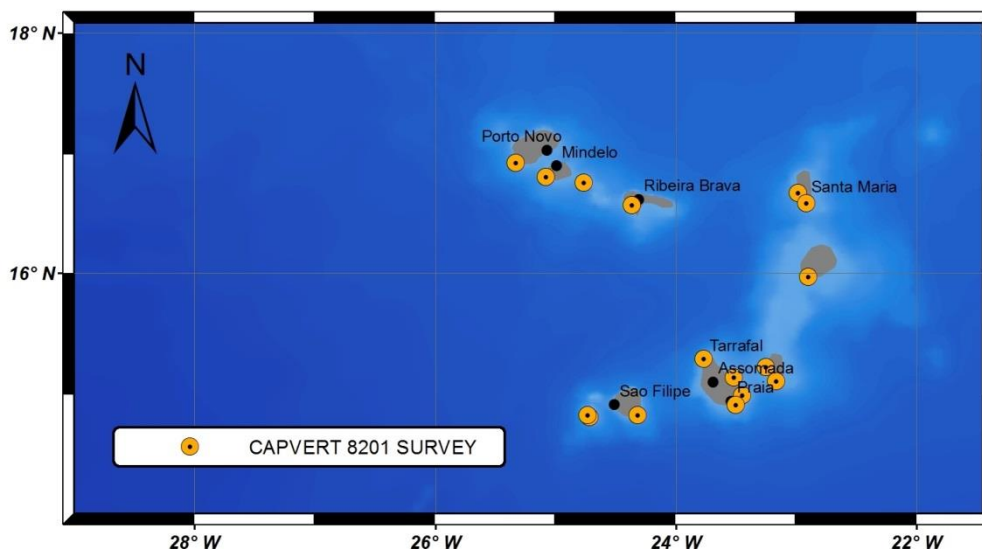 18° N
N
Porto Novo
Mindelo
Ribeira Brava
Santa Maria
16° N
Tarrafal
Assomada
Praia
Sao Filipe
CAPVERT 8201 SURVEY
28° W
26° W
24° W
22° W